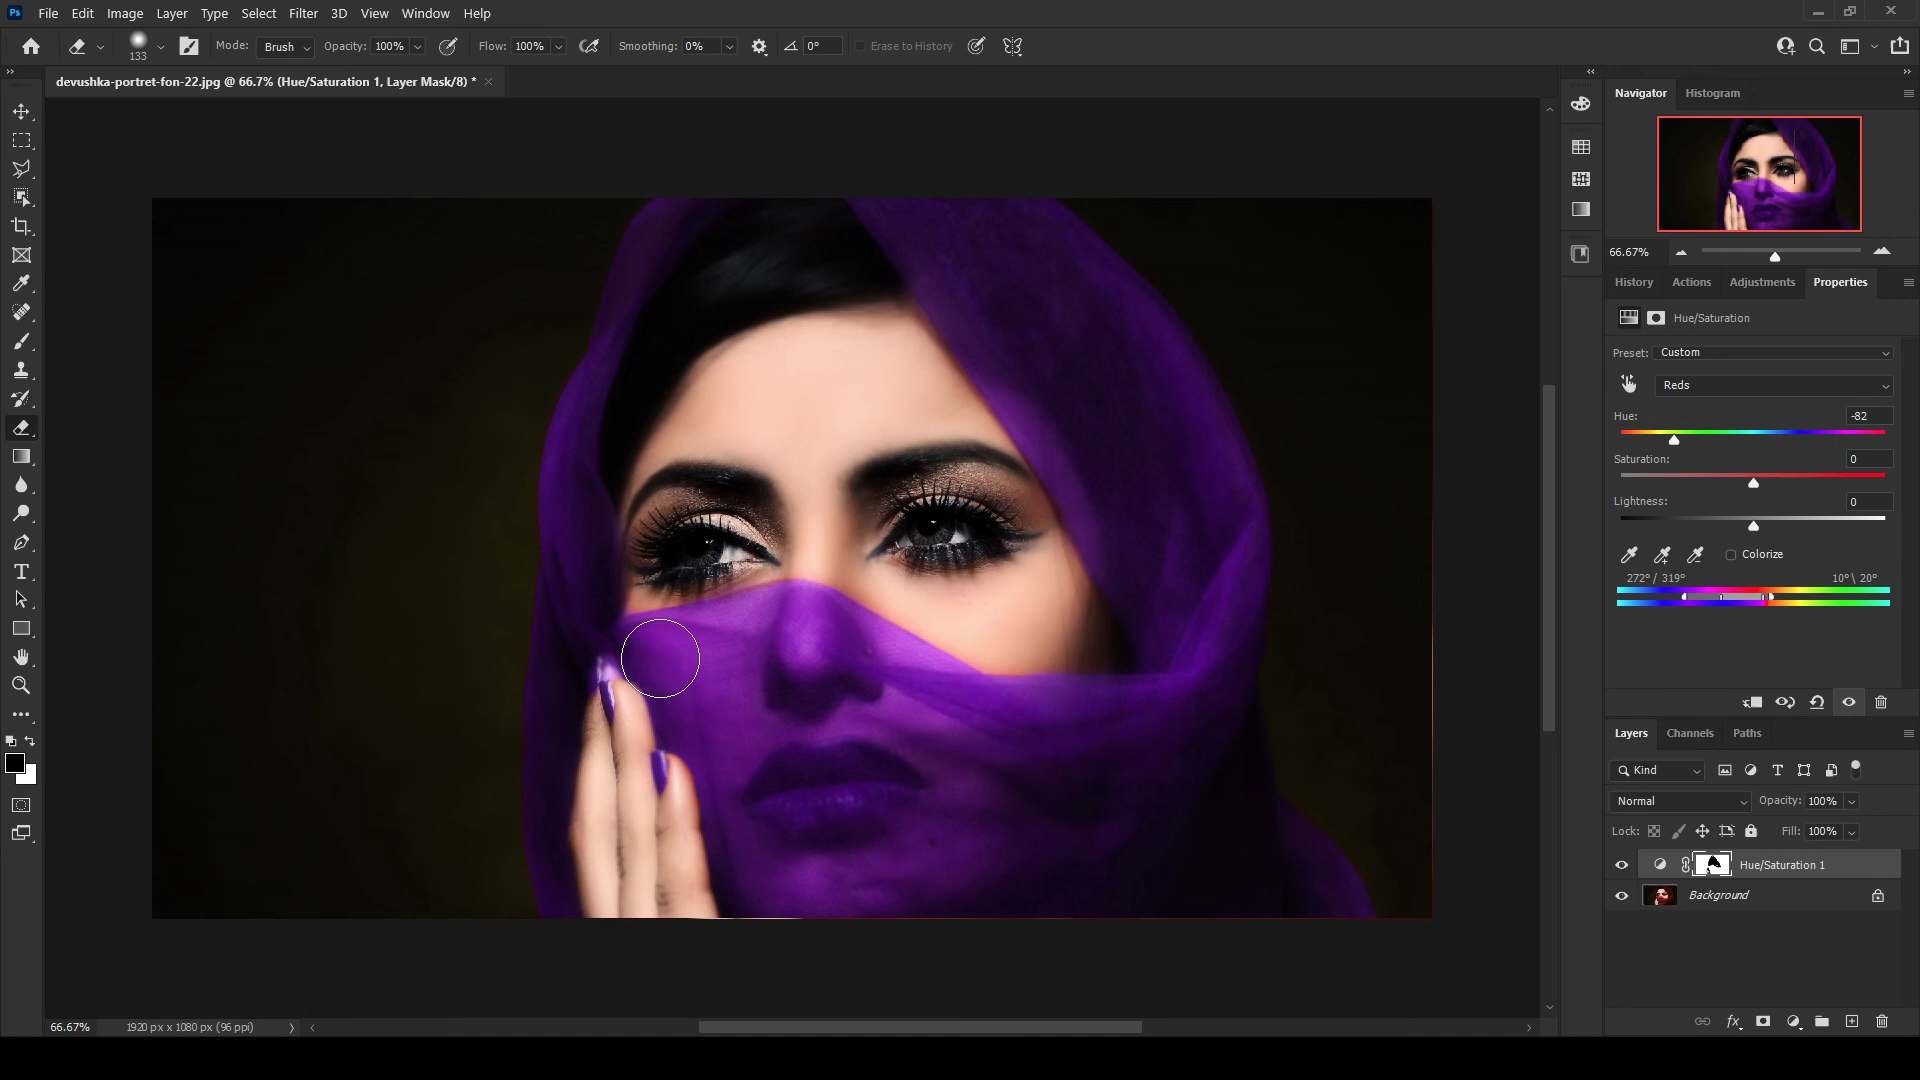 Ps File Edit Image Layer Type Select Filter 3D View Window Help
133 Mode: Brush Opacity: 100% Flow: 100% Smoothing: 0% 0° Erase to History
devushka-portret-fon-22.jpg @ 66.7% (Hue/Saturation 1, Layer Mask/8) *
Navigator Histogram
66.67%
History Actions Adjustments Properties
Hue/Saturation
Preset: Custom
Reds
Hue: -82
Saturation: 0
Lightness: 0
Colorize
272°/ 319° 10°\ 20°
Layers Channels Paths
Kind
Normal Opacity: 100%
Lock: Fill: 100%
Hue/Saturation 1
Background
66.67% 1920 px x 1080 px (96 ppi)